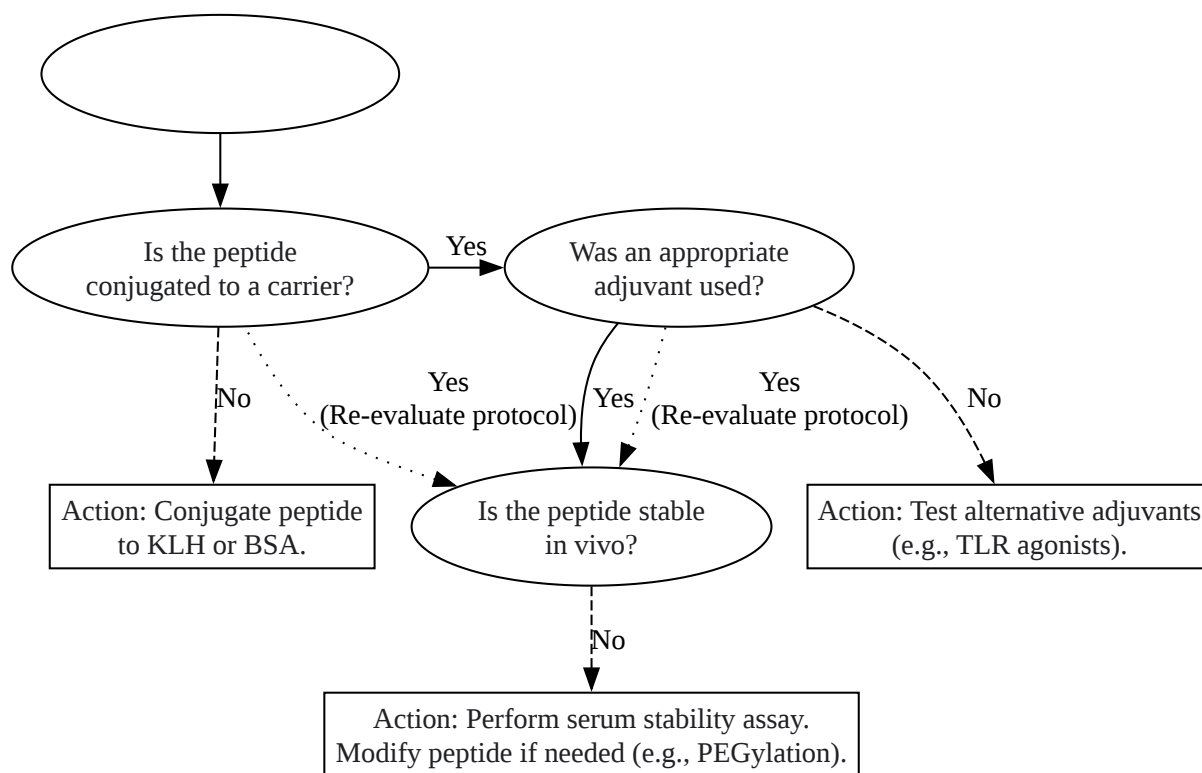 Is the peptide
conjugated to a carrier?
Yes
Was an appropriate
adjuvant used?
No
Yes
(Re-evaluate protocol)
Yes
Yes
(Re-evaluate protocol)
No
Action: Conjugate peptide
to KLH or BSA.
Is the peptide stable
in vivo?
Action: Test alternative adjuvants
(e.g., TLR agonists).
No
Action: Perform serum stability assay.
Modify peptide if needed (e.g., PEGylation).